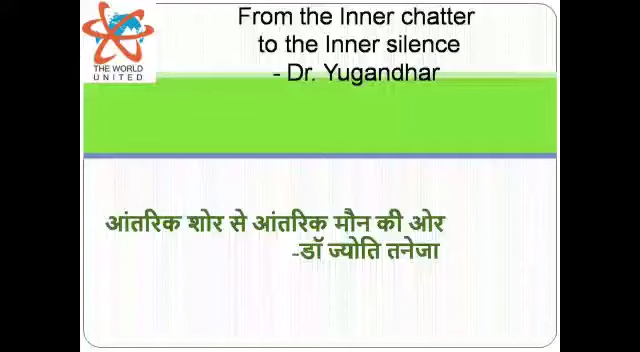 From the Inner chatter
to the Inner silence
- Dr. Yugandhar
THE WORLD
UNITED
आंतरिक शोर से आंतरिक मौन की ओर
-डॉ ज्योति तनेजा